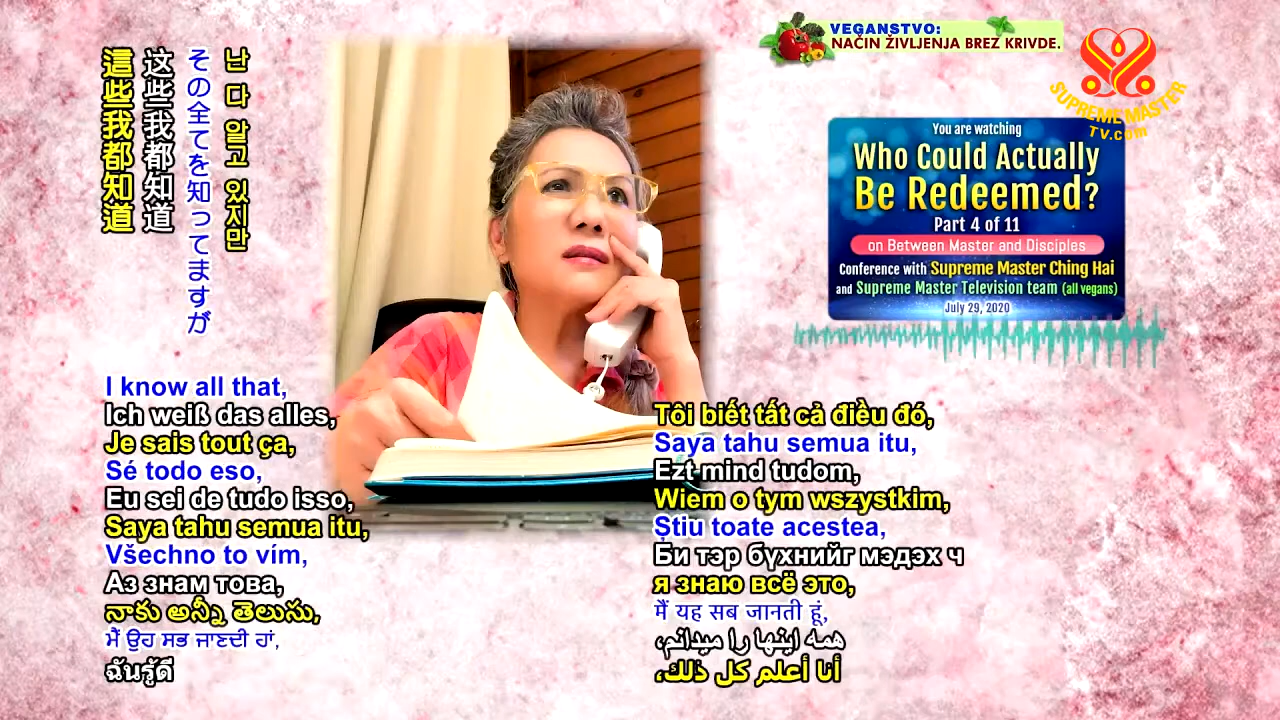 VEGANSTVO:
NAČIN ŽIVLJENJA BREZ KRIVDE.
SUPREME MASTER
TV.com
You are watching
Who Could Actually
Be Redeemed?
Part 4 of 11
on Between Master and Disciples
Conference with Supreme Master Ching Hai
and Supreme Master Television team (all vegans)
July 29, 2020
난 다 알고 있지만
その全てを知ってますが
这些我都知道
這些我都知道
I know all that,
Ich weiß das alles,
Je sais tout ça,
Sé todo eso,
Eu sei de tudo isso,
Saya tahu semua itu,
Všechno to vím,
Аз знам това,
నాకు అన్నీ తెలుసు,
ਮੈਂ ਉਹ ਸਭ ਜਾਣਦੀ ਹਾਂ,
ฉันรู้ดี
Tôi biết tất cả điều đó,
Saya tahu semua itu,
Ezt mind tudom,
Wiem o tym wszystkim,
Știu toate acestea,
Би тэр бүхнийг мэдэх ч
я знаю всё это,
मैं यह सब जानती हूं,
همه اینها را میدانم،
أنا أعلم كل ذلك،